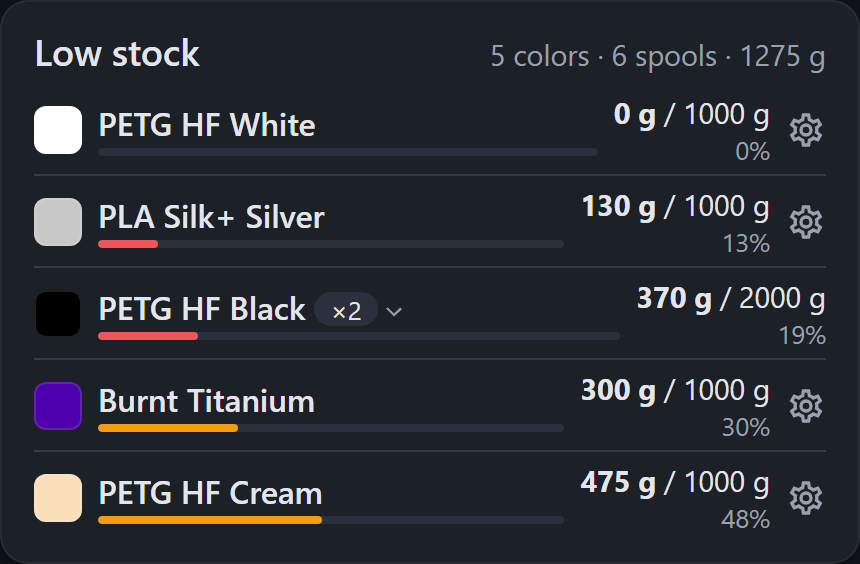 Low stock
5 colors · 6 spools · 1275 g
PETG HF White
0 g / 1000 g
0%
PLA Silk+ Silver
130 g / 1000 g
13%
PETG HF Black ×2
370 g / 2000 g
19%
Burnt Titanium
300 g / 1000 g
30%
PETG HF Cream
475 g / 1000 g
48%